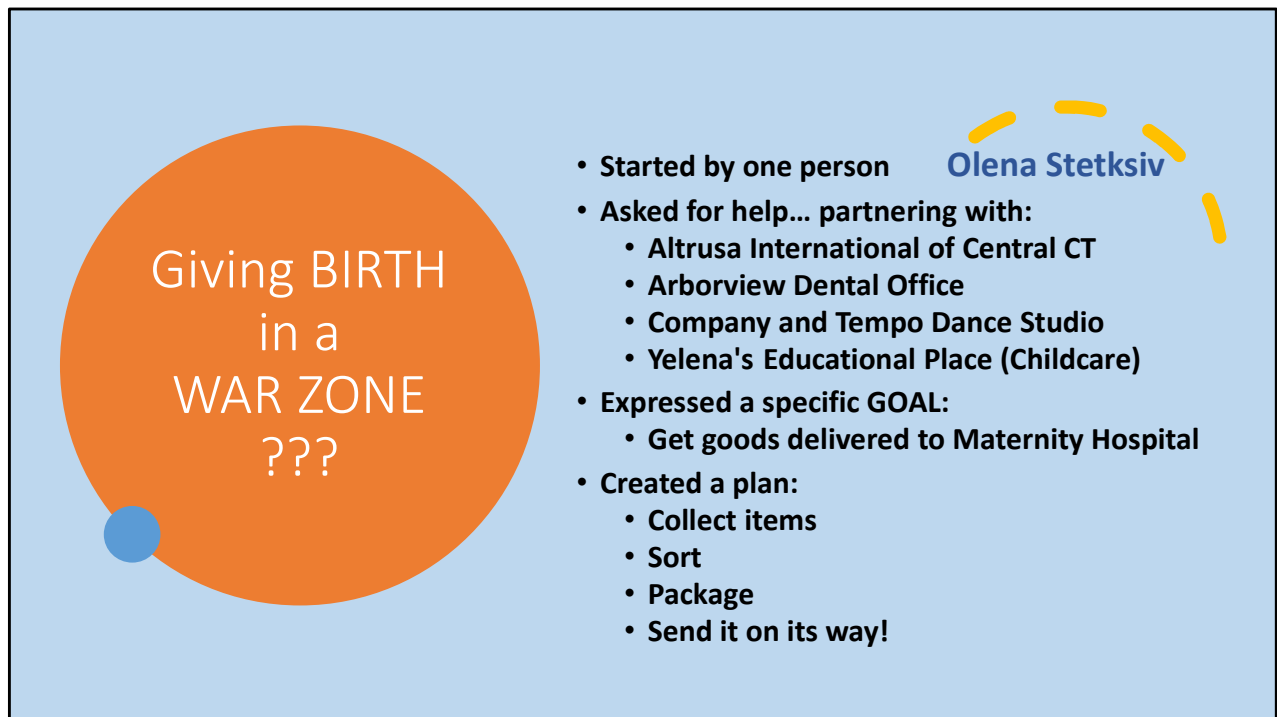 Giving BIRTH
in a
WAR ZONE
???
• Started by one person Olena Stetksiv
• Asked for help... partnering with:
• Altrusa International of Central CT
• Arborview Dental Office
• Company and Tempo Dance Studio
• Yelena's Educational Place (Childcare)
• Expressed a specific GOAL:
• Get goods delivered to Maternity Hospital
• Created a plan:
• Collect items
• Sort
• Package
• Send it on its way!